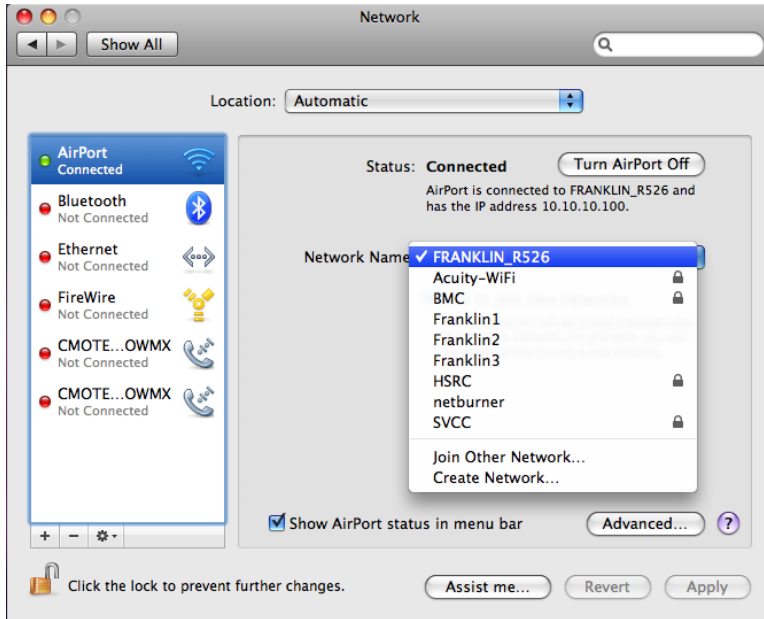 Network
Show All
Location: Automatic
AirPort
Connected
Bluetooth
Not Connected
Ethernet
Not Connected
FireWire
Not Connected
CMOTE...OWMX
Not Connected
CMOTE...OWMX
Not Connected
Status: Connected
Turn AirPort Off
AirPort is connected to FRANKLIN_R526 and
has the IP address 10.10.10.100.
Network Name
✓ FRANKLIN_R526
Acuity-WiFi
BMC
Franklin1
Franklin2
Franklin3
HSRC
netburner
SVCC
Join Other Network...
Create Network...
Show AirPort status in menu bar
Advanced... ?
+ −
Click the lock to prevent further changes.
Assist me... Revert Apply